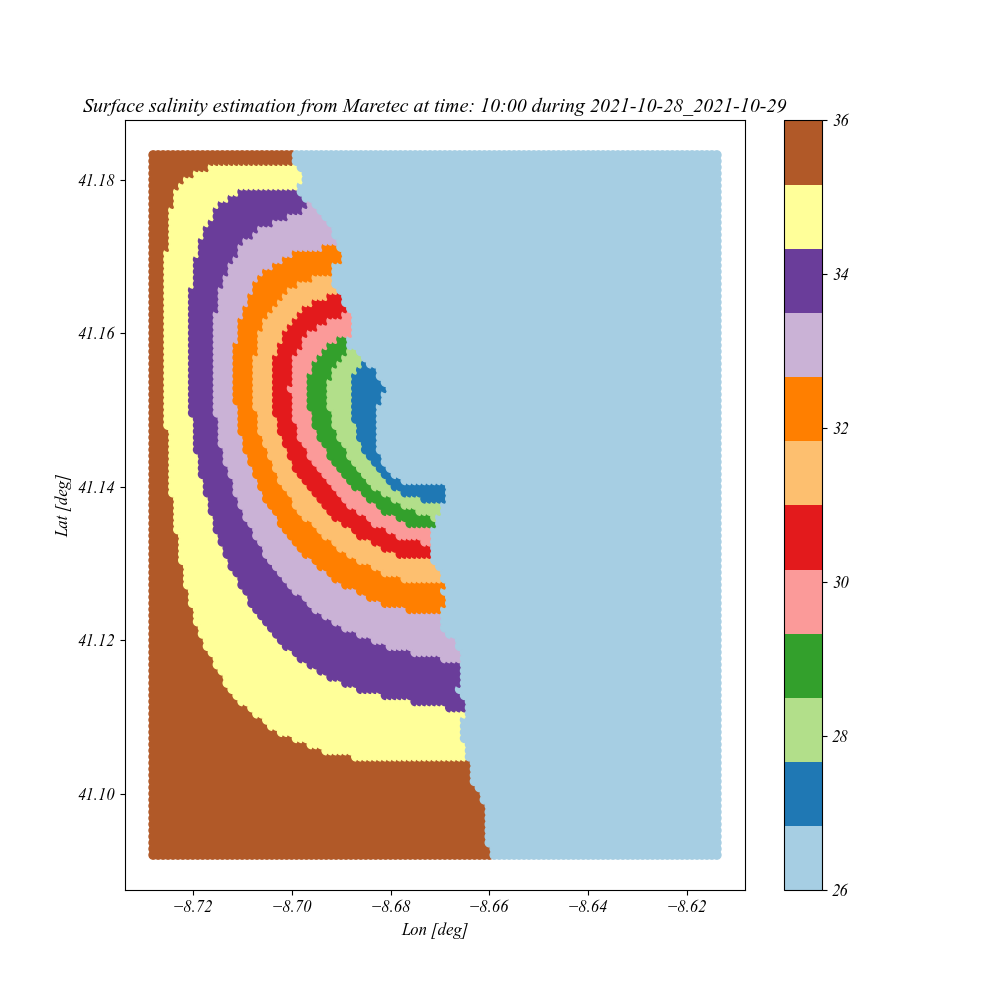 Surface salinity estimation from Maretec at time: 10:00 during 2021-10-28_2021-10-29
41.18
41.16
41.14
41.12
41.10
Lat [deg]
−8.72 −8.70 −8.68 −8.66 −8.64 −8.62
Lon [deg]
36
34
32
30
28
26